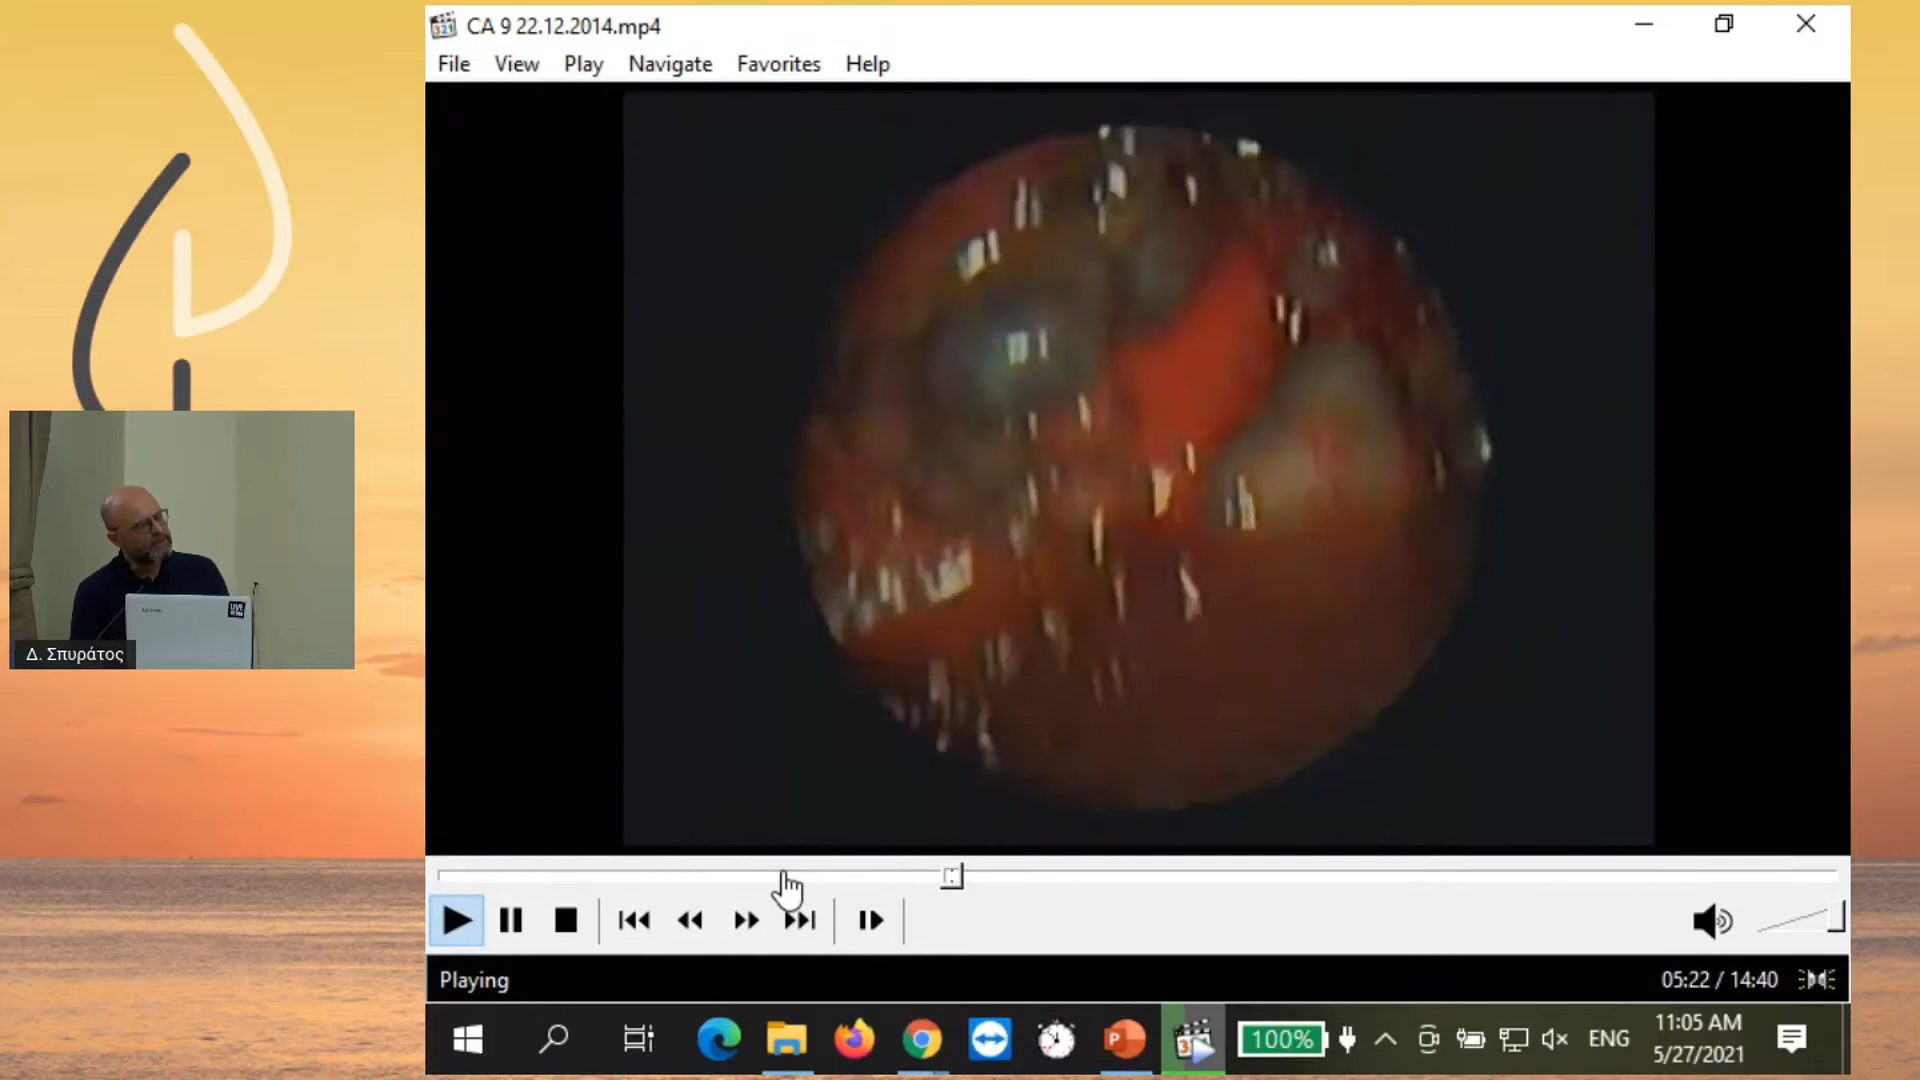 CA 9 22.12.2014.mp4
File View Play Navigate Favorites Help
LIVE
Δ. Σπυράτος
Playing
05:22 / 14:40
100%
ENG
11:05 AM
5/27/2021